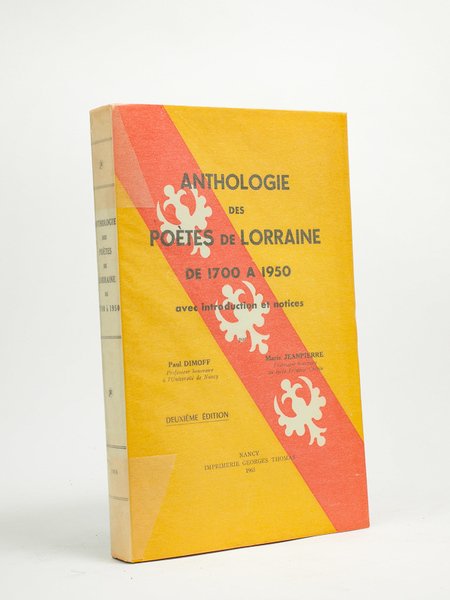 ANTHOLOGIE
DES
POÈTES DE LORRAINE
DE 1700 A 1950
avec introduction et notices
Paul DIMOFF
Professeur honoraire
à l'Université de Nancy
Marie JEANPIERRE
DEUXIÈME ÉDITION
NANCY
IMPRIMERIE GEORGES THOMAS
ANTHOLOGIE
DES
POÈTES
DE
LORRAINE
DE
1700 à 1950